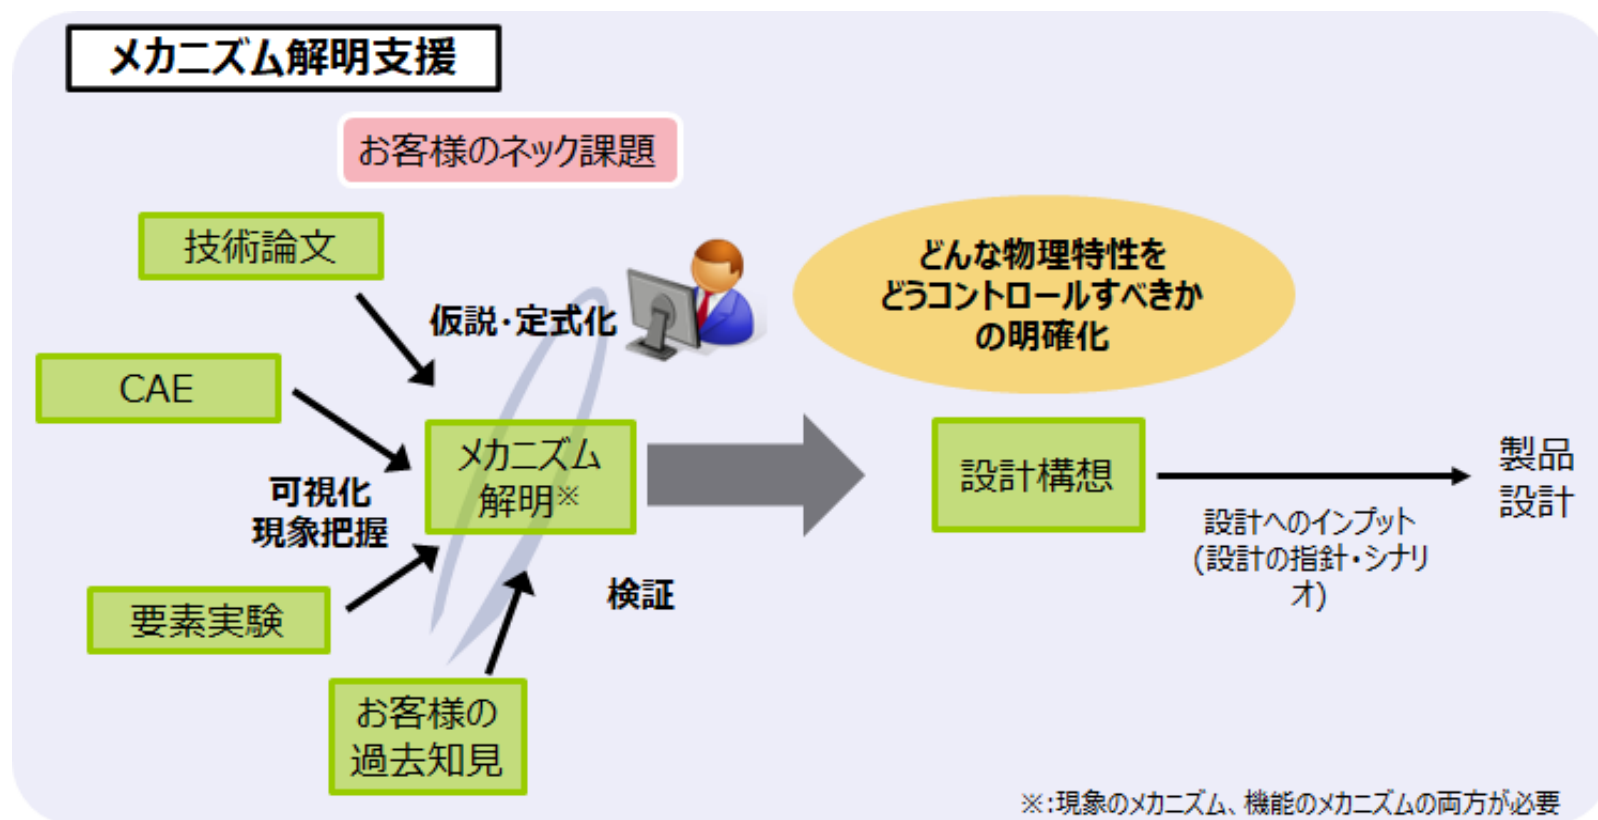 メカニズム解明支援
お客様のネック課題
技術論文
仮説・定式化
どんな物理特性を
どうコントロールすべきか
の明確化
CAE
メカニズム
解明※
可視化
現象把握
設計構想
製品
設計
設計へのインプット
(設計の指針・シナリ
オ)
要素実験
検証
お客様の
過去知見
※:現象のメカニズム、機能のメカニズムの両方が必要